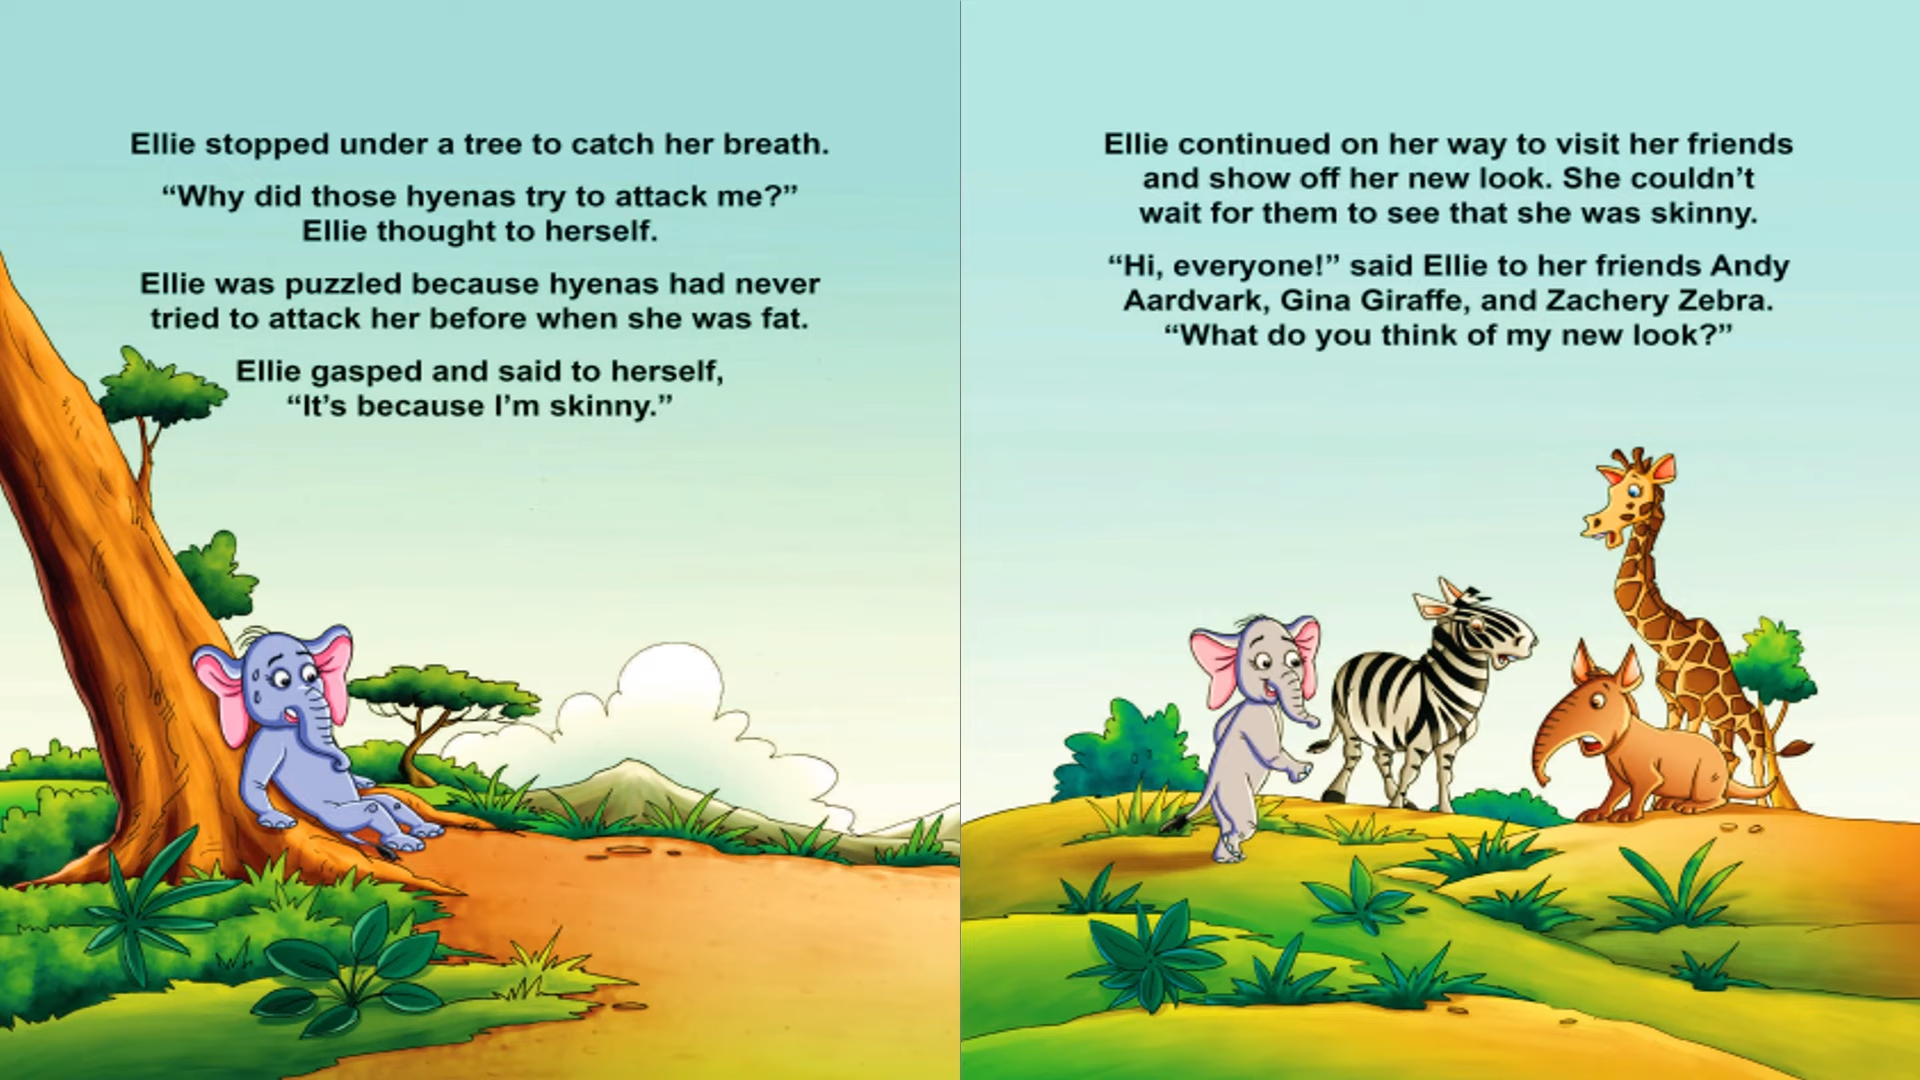 Ellie stopped under a tree to catch her breath.
“Why did those hyenas try to attack me?”
Ellie thought to herself.
Ellie was puzzled because hyenas had never
tried to attack her before when she was fat.
Ellie gasped and said to herself,
“It’s because I’m skinny.”
Ellie continued on her way to visit her friends
and show off her new look. She couldn’t
wait for them to see that she was skinny.
“Hi, everyone!” said Ellie to her friends Andy
Aardvark, Gina Giraffe, and Zachery Zebra.
“What do you think of my new look?”